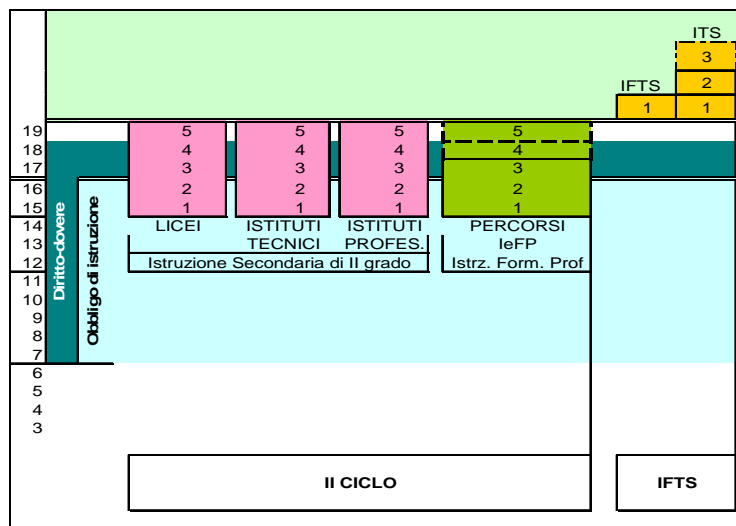 ITS
3
IFTS 2
1 1
19 5 5 5 5
18 4 4 4 4
17 3 3 3 3
16 2 2 2 2
15 1 1 1 1
14 LICEI ISTITUTI ISTITUTI PERCORSI
13 TECNICI PROFES. IeFP
12 Istruzione Secondaria di II grado Istrz. Form. Prof
11
10
9
8
7
Diritto-dovere
Obbligo di istruzione
6
5
4
3
II CICLO IFTS